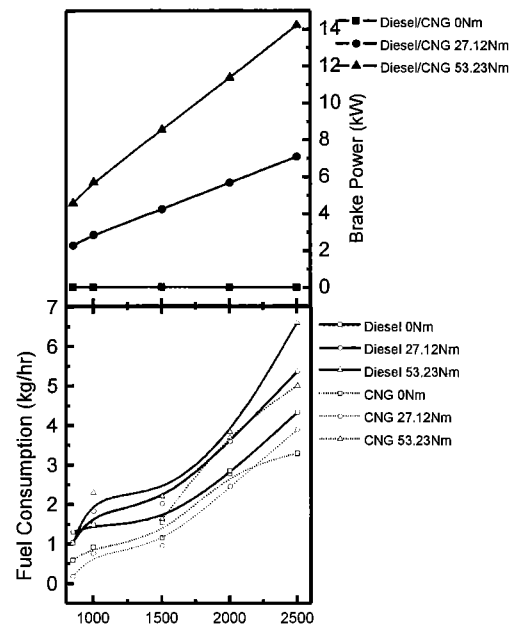 Diesel/CNG 0Nm
Diesel/CNG 27.12Nm
Diesel/CNG 53.23Nm
14
12
10
8
6
4
2
0
Brake Power (kW)
7
6
5
4
3
2
1
0
Fuel Consumption (kg/hr)
Diesel 0Nm
Diesel 27.12Nm
Diesel 53.23Nm
CNG 0Nm
CNG 27.12Nm
CNG 53.23Nm
1000 1500 2000 2500